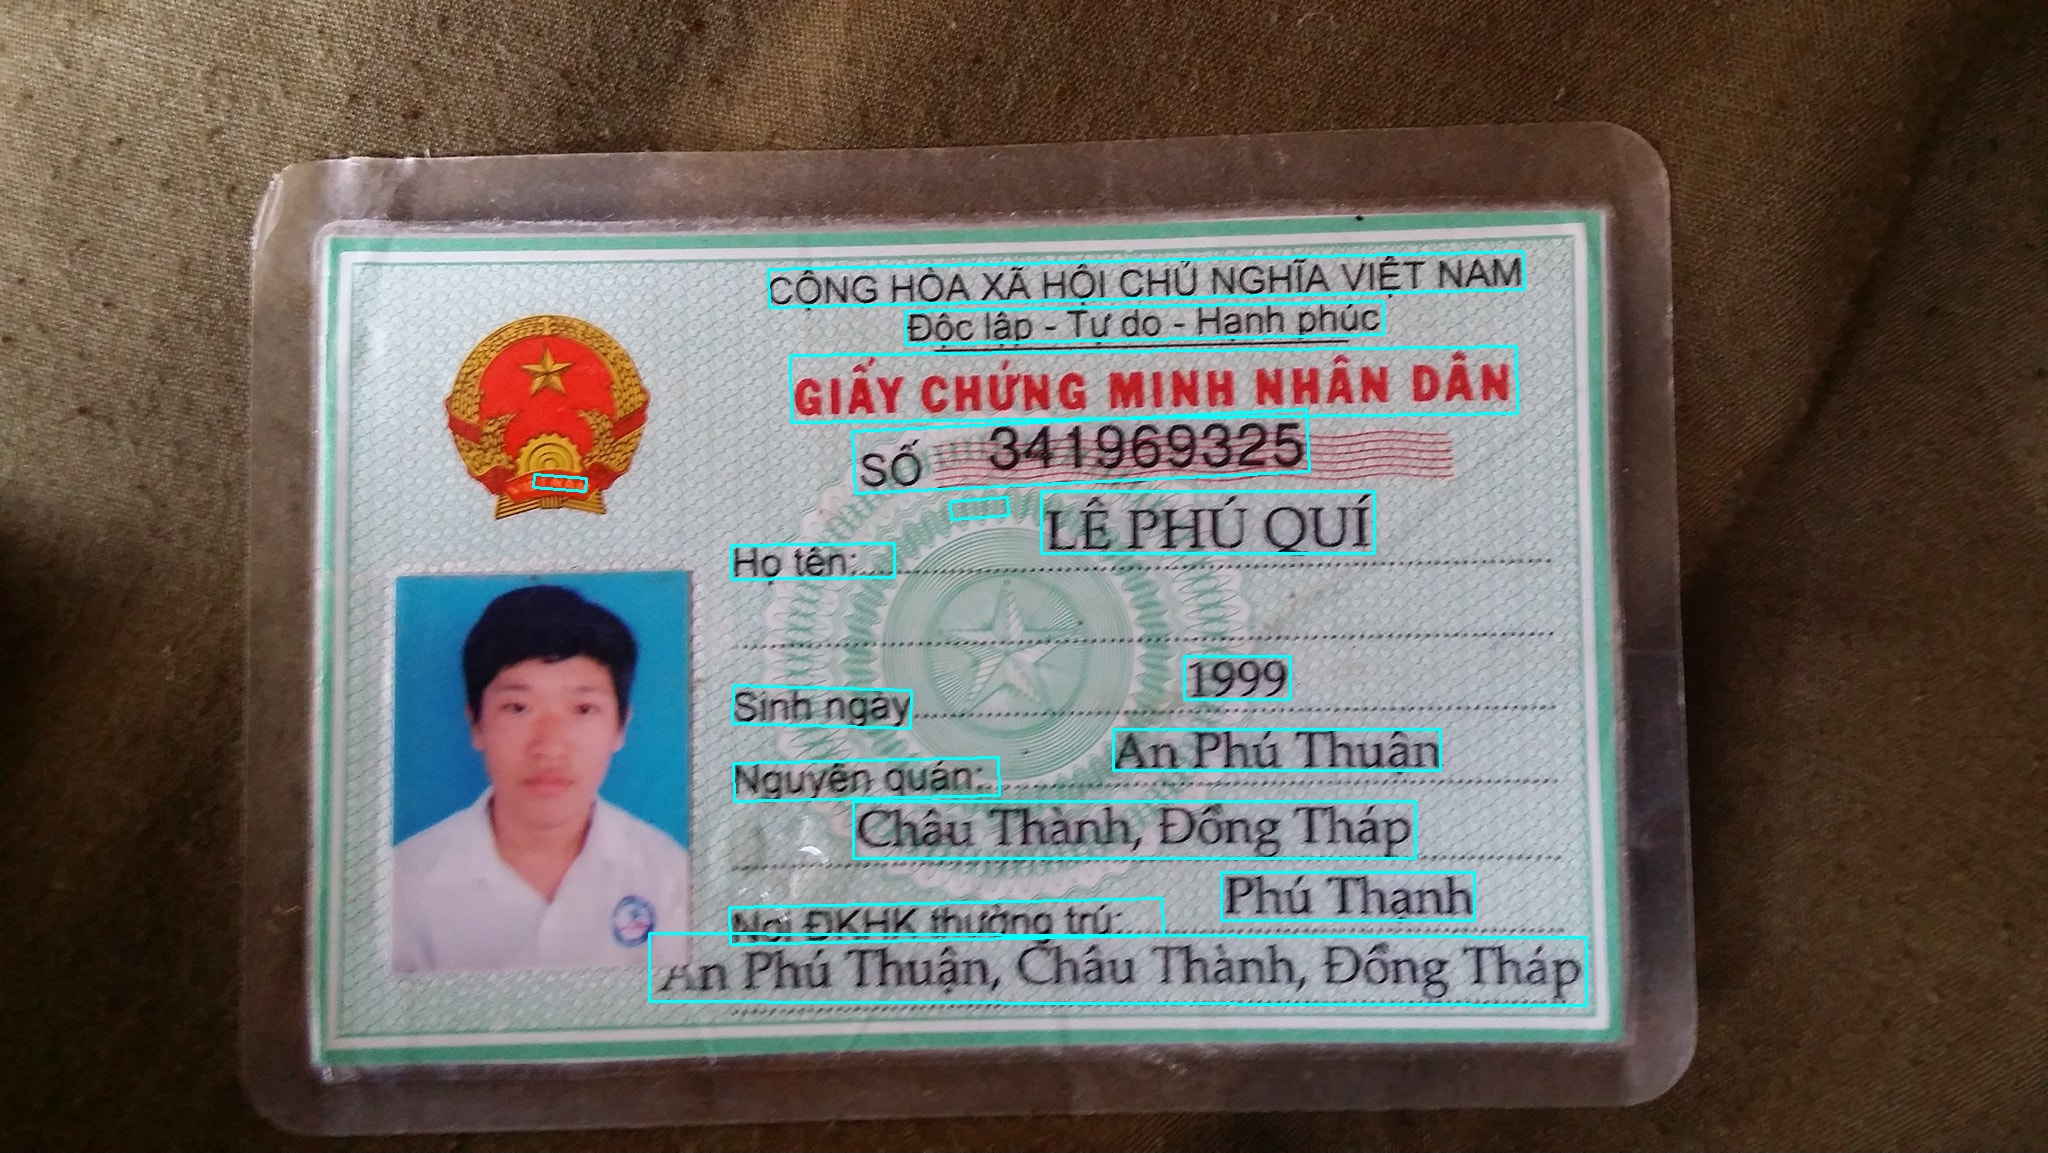 CỘNG HÒA XÃ HỘI CHỦ NGHĨA VIỆT NAM
Độc lập - Tự do - Hạnh phúc
GIẤY CHỨNG MINH NHÂN DÂN
SỐ 341969325
LÊ PHÚ QUÍ
Họ tên:
1999
Sinh ngày
An Phú Thuận
Nguyên quán:
Châu Thành, Đồng Tháp
Phú Thạnh
Nơi ĐKHK thường trú:
An Phú Thuận, Châu Thành, Đồng Tháp